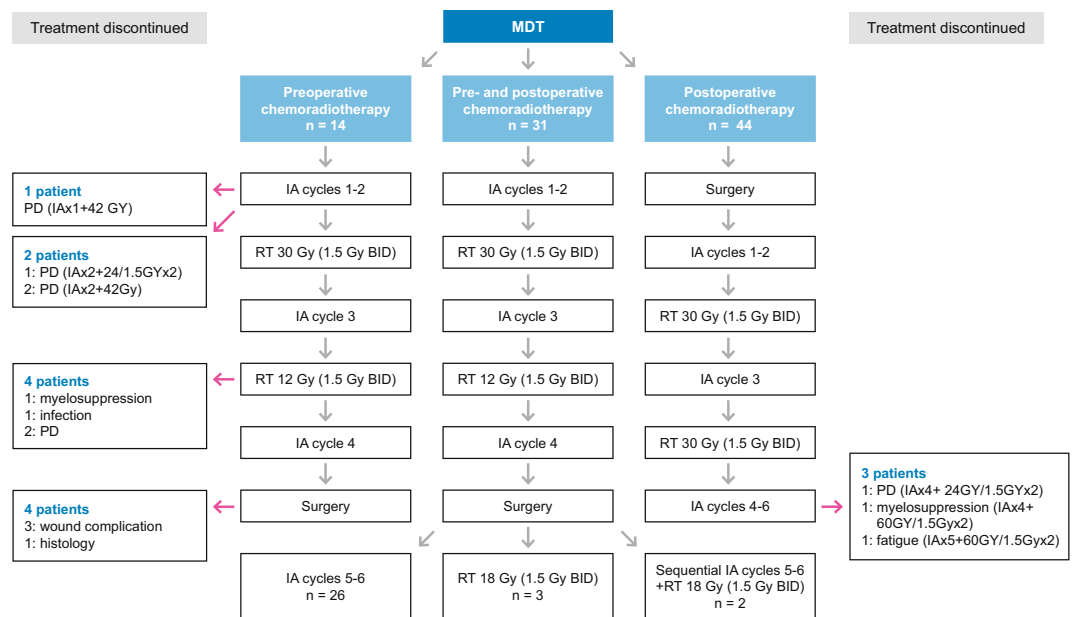 Treatment discontinued
MDT
Treatment discontinued
Preoperative
chemoradiotherapy
n = 14
Pre- and postoperative
chemoradiotherapy
n = 31
Postoperative
chemoradiotherapy
n = 44
1 patient
PD (IAx1+42 GY)
IA cycles 1-2
IA cycles 1-2
Surgery
2 patients
1: PD (IAx2+24/1.5GYx2)
2: PD (IAx2+42Gy)
RT 30 Gy (1.5 Gy BID)
RT 30 Gy (1.5 Gy BID)
IA cycles 1-2
IA cycle 3
IA cycle 3
RT 30 Gy (1.5 Gy BID)
4 patients
1: myelosuppression
1: infection
2: PD
RT 12 Gy (1.5 Gy BID)
RT 12 Gy (1.5 Gy BID)
IA cycle 3
IA cycle 4
IA cycle 4
RT 30 Gy (1.5 Gy BID)
4 patients
3: wound complication
1: histology
Surgery
Surgery
IA cycles 4-6
3 patients
1: PD (IAx4+ 24GY/1.5GYx2)
1: myelosuppression (IAx4+
60GY/1.5Gyx2)
1: fatigue (IAx5+60GY/1.5Gyx2)
IA cycles 5-6
n = 26
RT 18 Gy (1.5 Gy BID)
n = 3
Sequential IA cycles 5-6
+RT 18 Gy (1.5 Gy BID)
n = 2